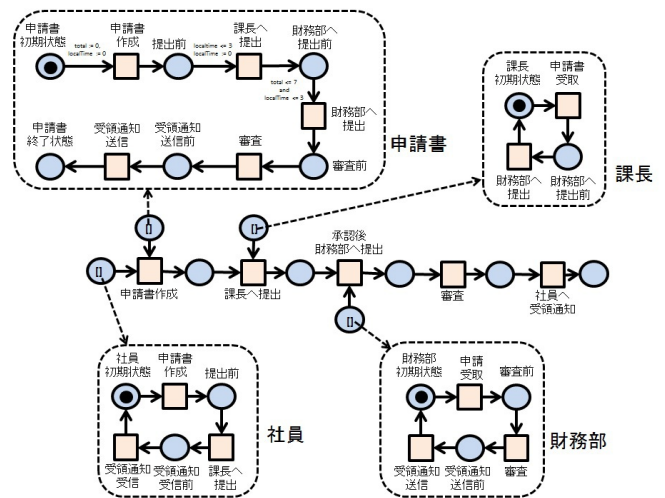 申請書
初期状態
total := 0,
localTime := 0
申請書
作成
提出前
localtime <= 3
localTime := 0
課長へ
提出
財務部へ
提出前
total <= 7
and
localTime <= 3
財務部へ
提出
申請書
終了状態
受領通知
送信
受領通知
送信前
審査
審査前
申請書
課長
初期状態
申請書
受取
財務部へ
提出
財務部へ
提出前
課長
[]
[]
[]
申請書作成
課長へ提出
承認後
財務部へ提出
審査
社員へ
受領通知
[]
社員
初期状態
申請書
作成
提出前
受領通知
受信
受領通知
受信前
課長へ
提出
社員
財務部
初期状態
申請
受取
審査前
受領通知
送信
受領通知
送信前
審査
財務部